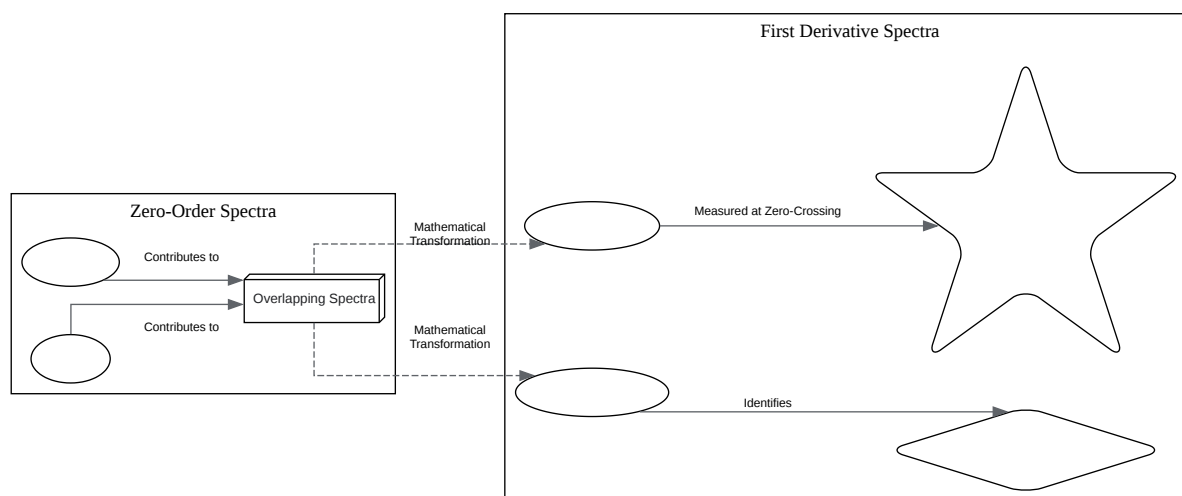 First Derivative Spectra
Zero-Order Spectra
Contributes to
Overlapping Spectra
Contributes to
Mathematical
Transformation
Mathematical
Transformation
Measured at Zero-Crossing
Identifies